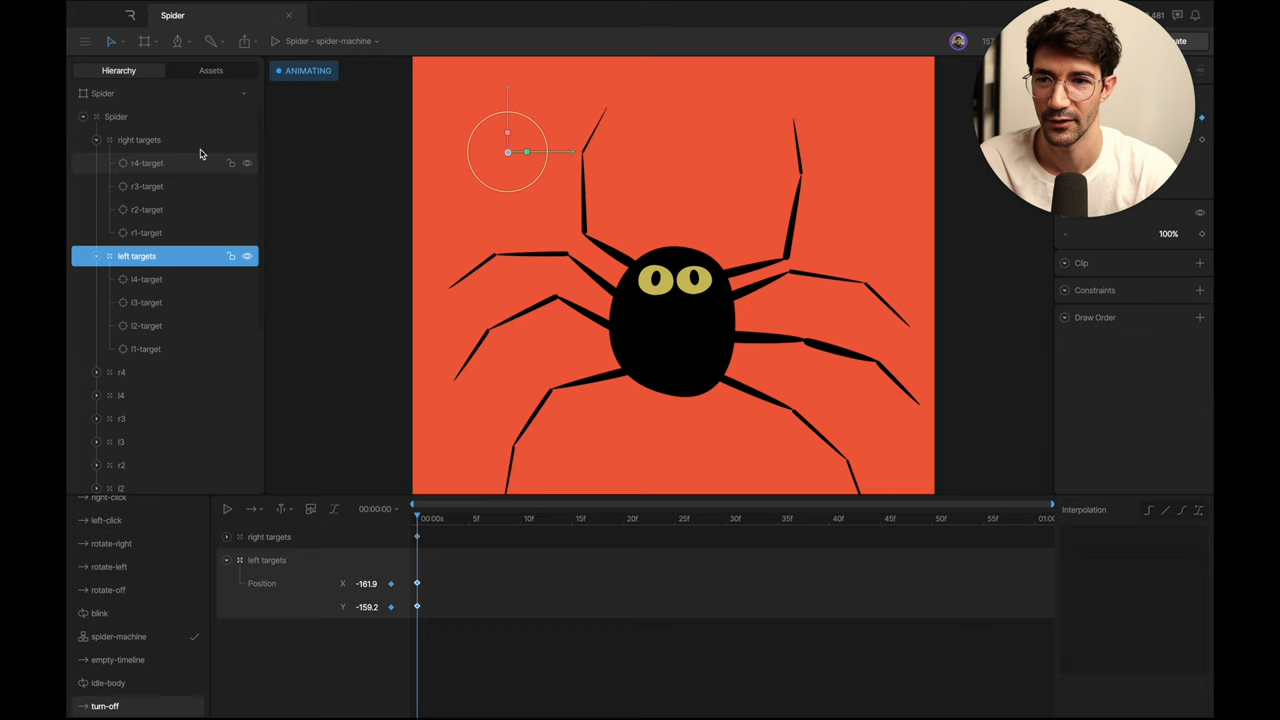 Spider
481
Spider - spider-machine
157
ate
Hierarchy
Assets
ANIMATING
Spider
Spider
right targets
r4-target
r3-target
r2-target
r1-target
left targets
l4-target
l3-target
l2-target
l1-target
r4
l4
r3
l3
r2
l2
100%
Clip
Constraints
Draw Order
right-click
left-click
rotate-right
rotate-left
rotate-off
blink
spider-machine
empty-timeline
idle-body
turn-off
00:00:00
00:00s 5f 10f 15f 20f 25f 30f 35f 40f 45f 50f 55f 01:00
right targets
left targets
Position X -161.9
Y -159.2
Interpolation